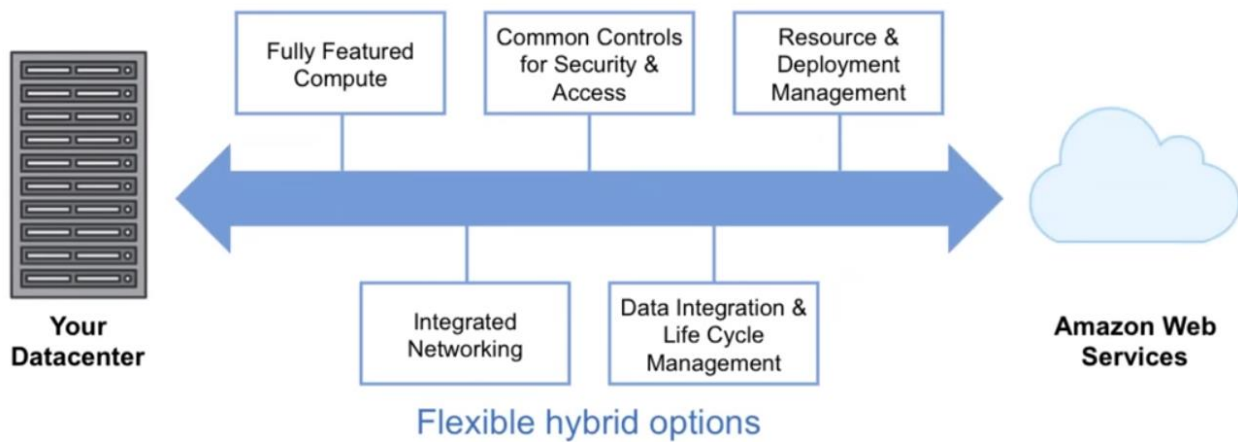 Fully Featured
Compute
Common Controls
for Security &
Access
Resource &
Deployment
Management
Your
Datacenter
Integrated
Networking
Data Integration &
Life Cycle
Management
Amazon Web
Services
Flexible hybrid options